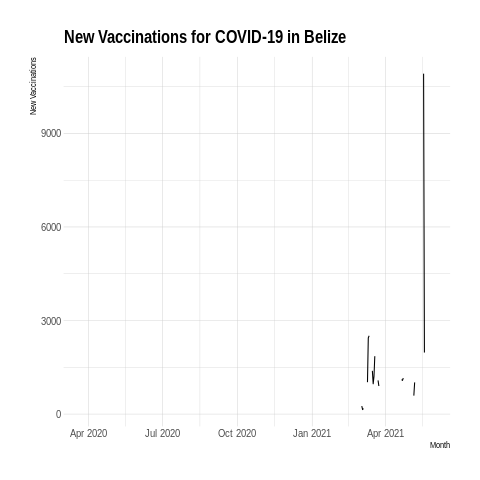 New Vaccinations for COVID-19 in Belize
New Vaccinations
9000
6000
3000
0
Apr 2020 Jul 2020 Oct 2020 Jan 2021 Apr 2021
Month